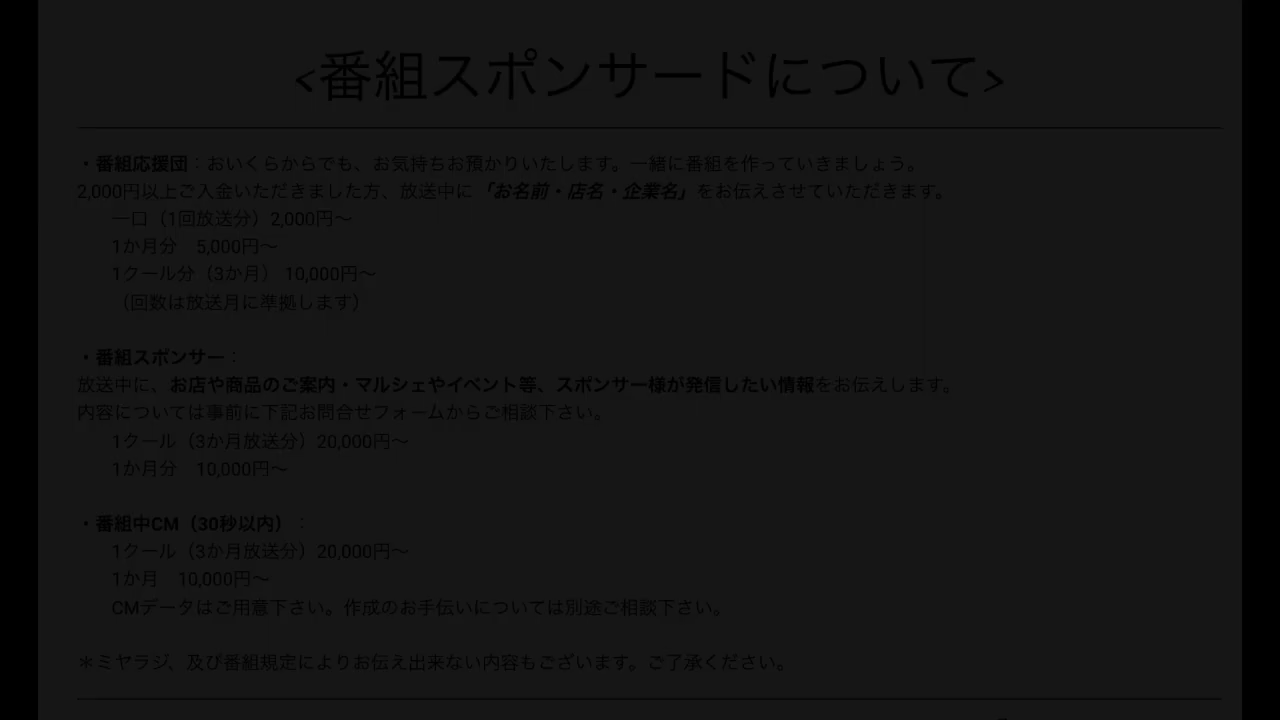 <番組スポンサードについて>
・番組応援団：おいくらからでも、お気持ちお預かりいたします。一緒に番組を作っていきましょう。
2,000円以上ご入金いただきました方、放送中に「お名前・店名・企業名」をお伝えさせていただきます。
一口（1回放送分）2,000円～
1か月分　5,000円～
1クール分（3か月） 10,000円～
（回数は放送月に準拠します）
・番組スポンサー：
放送中に、お店や商品のご案内・マルシェやイベント等、スポンサー様が発信したい情報をお伝えします。
内容については事前に下記お問合せフォームからご相談下さい。
1クール（3か月放送分）20,000円～
1か月分　10,000円～
・番組中CM（30秒以内）：
1クール（3か月放送分）20,000円～
1か月　10,000円～
CMデータはご用意下さい。作成のお手伝いについては別途ご相談下さい。
＊ミヤラジ、及び番組規定によりお伝え出来ない内容もございます。ご了承ください。